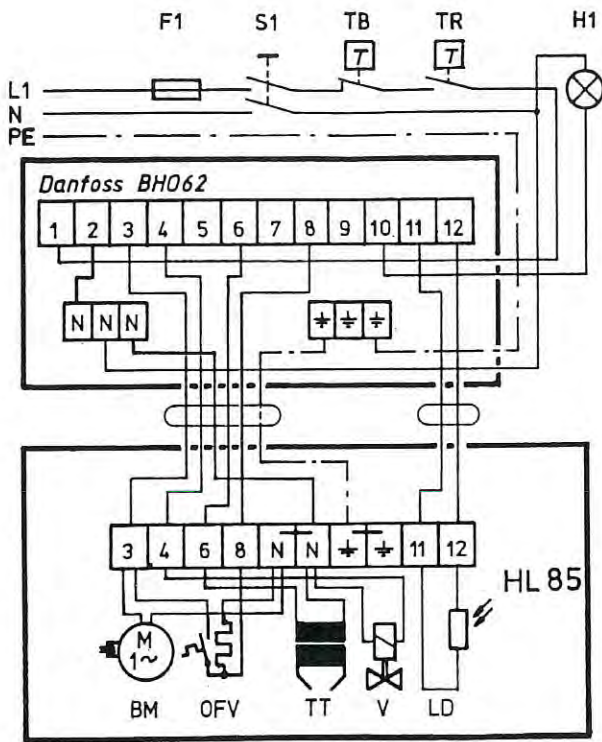 F1 S1 TB TR H1
T T
L1
N
PE
Danfoss BHO62
1 2 3 4 5 6 7 8 9 10 11 12
N N N
3 4 6 8 N N 11 12
HL 85
M
1~
BM OFV TT V LD